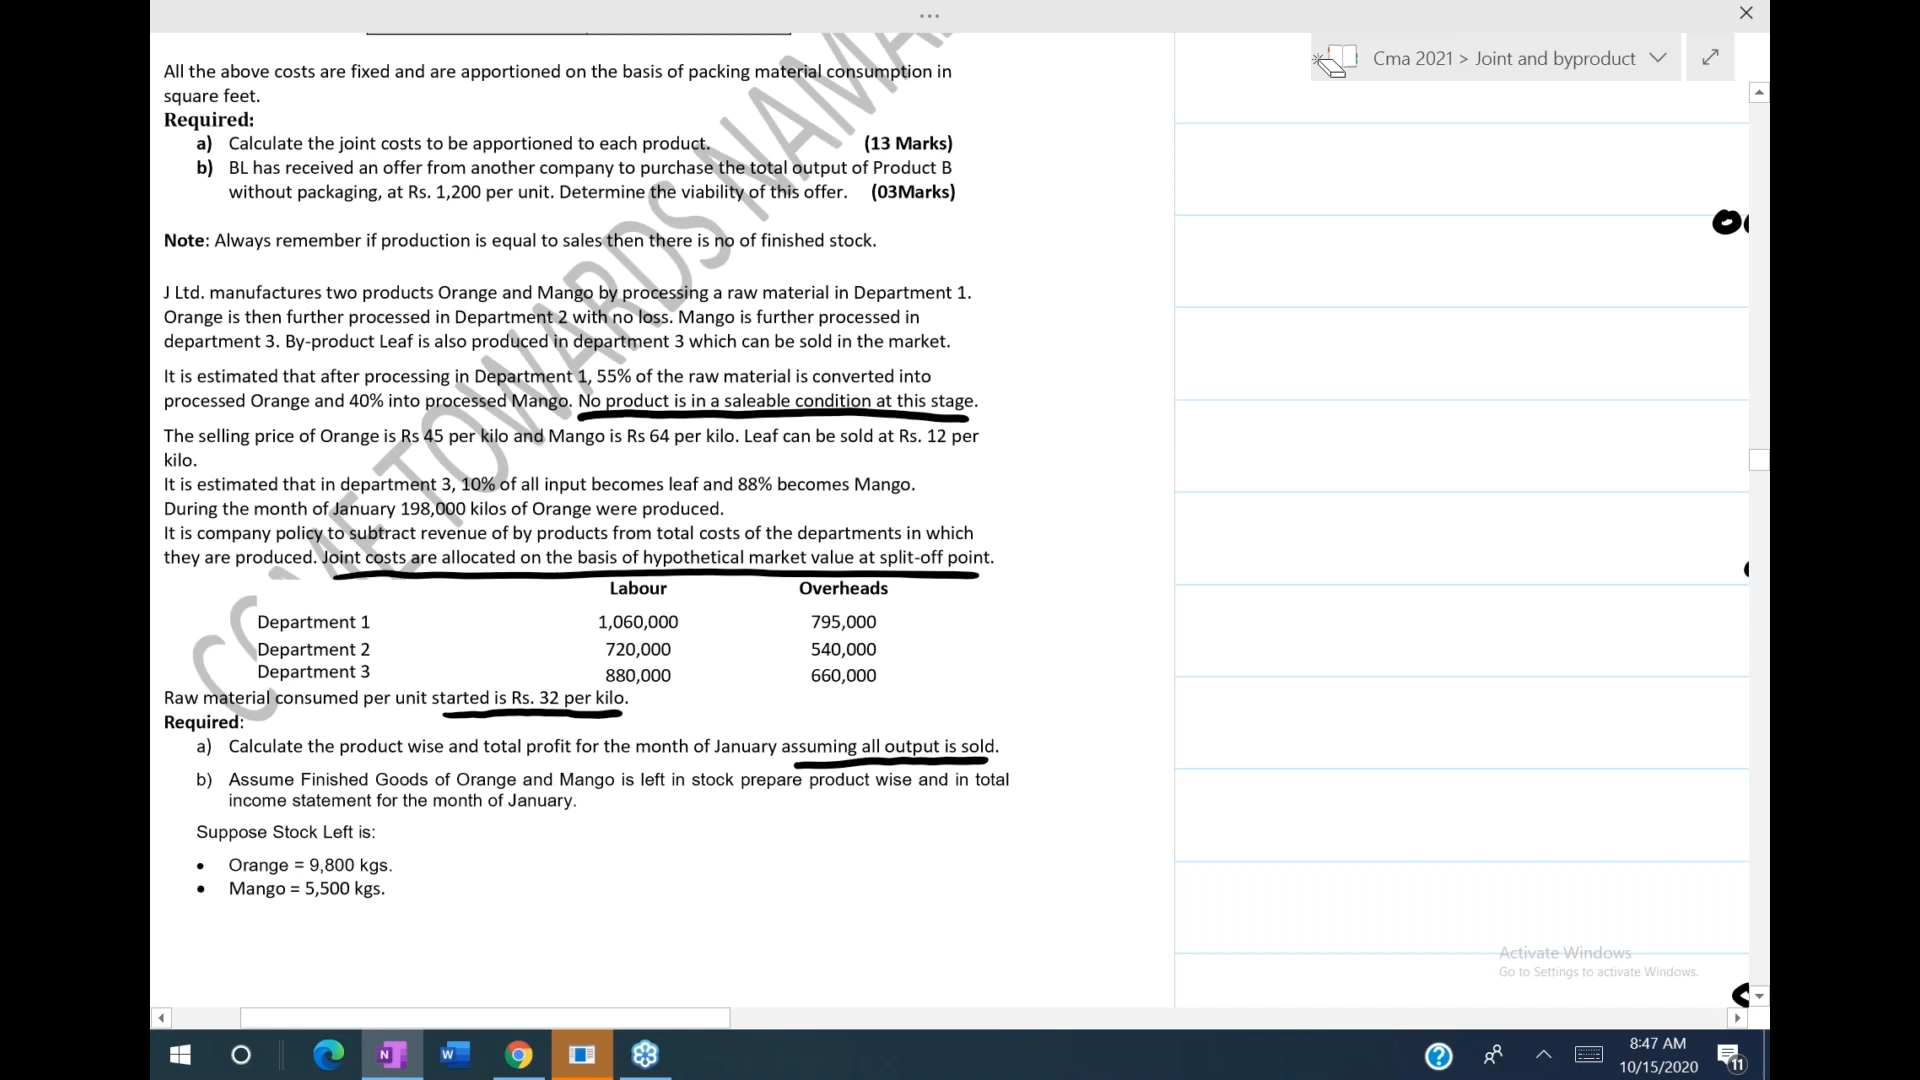 ...
Cma 2021 > Joint and byproduct
All the above costs are fixed and are apportioned on the basis of packing material consumption in
square feet.
Required:
a) Calculate the joint costs to be apportioned to each product. (13 Marks)
b) BL has received an offer from another company to purchase the total output of Product B
without packaging, at Rs. 1,200 per unit. Determine the viability of this offer. (03Marks)
Note: Always remember if production is equal to sales then there is no of finished stock.
J Ltd. manufactures two products Orange and Mango by processing a raw material in Department 1.
Orange is then further processed in Department 2 with no loss. Mango is further processed in
department 3. By-product Leaf is also produced in department 3 which can be sold in the market.
It is estimated that after processing in Department 1, 55% of the raw material is converted into
processed Orange and 40% into processed Mango. No product is in a saleable condition at this stage.
The selling price of Orange is Rs 45 per kilo and Mango is Rs 64 per kilo. Leaf can be sold at Rs. 12 per
kilo.
It is estimated that in department 3, 10% of all input becomes leaf and 88% becomes Mango.
During the month of January 198,000 kilos of Orange were produced.
It is company policy to subtract revenue of by products from total costs of the departments in which
they are produced. Joint costs are allocated on the basis of hypothetical market value at split-off point.
Labour Overheads
Department 1 1,060,000 795,000
Department 2 720,000 540,000
Department 3 880,000 660,000
Raw material consumed per unit started is Rs. 32 per kilo.
Required:
a) Calculate the product wise and total profit for the month of January assuming all output is sold.
b) Assume Finished Goods of Orange and Mango is left in stock prepare product wise and in total
income statement for the month of January.
Suppose Stock Left is:
• Orange = 9,800 kgs.
• Mango = 5,500 kgs.
COME TOWARDS NAMA
Activate Windows
Go to Settings to activate Windows.
8:47 AM
10/15/2020
11